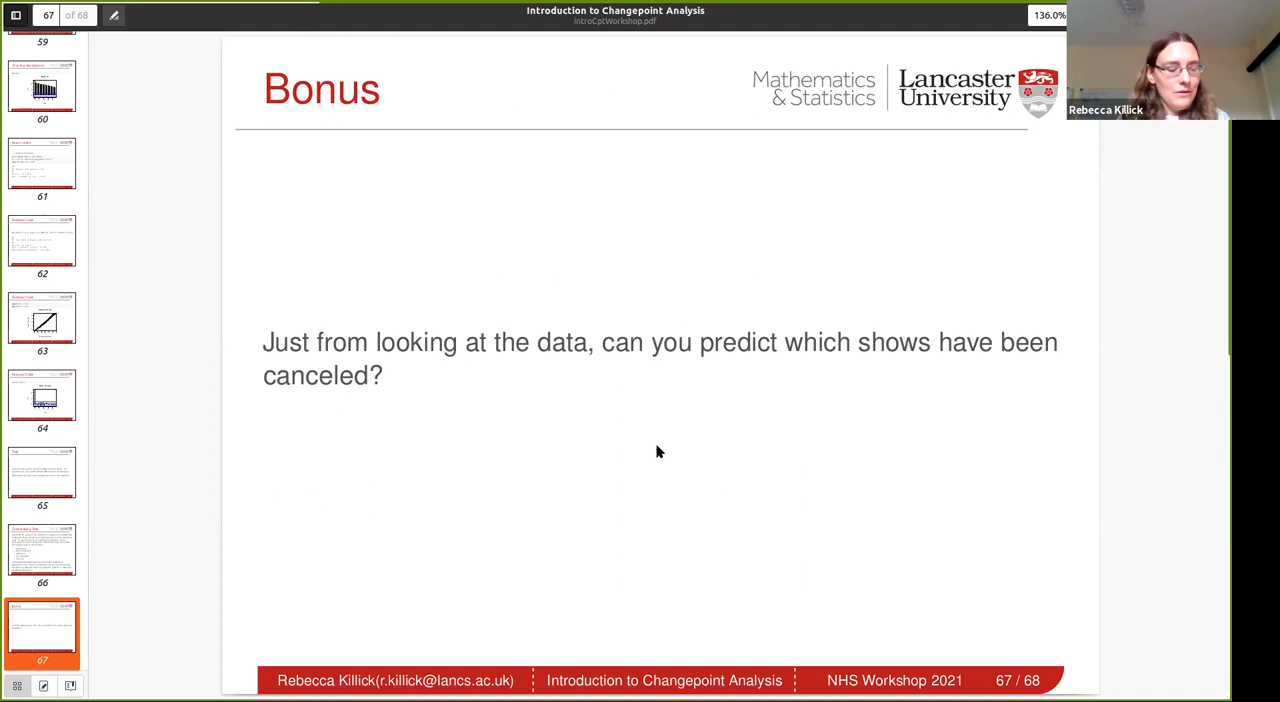 Introduction to Changepoint Analysis
IntroCptWorkshop.pdf
67 of 68
136.0%
Rebecca Killick
Bonus
Mathematics
& Statistics
Lancaster
University
Just from looking at the data, can you predict which shows have been
canceled?
Rebecca Killick(r.killick@lancs.ac.uk)
Introduction to Changepoint Analysis
NHS Workshop 2021
67 / 68
59
60
61
62
63
64
65
66
67